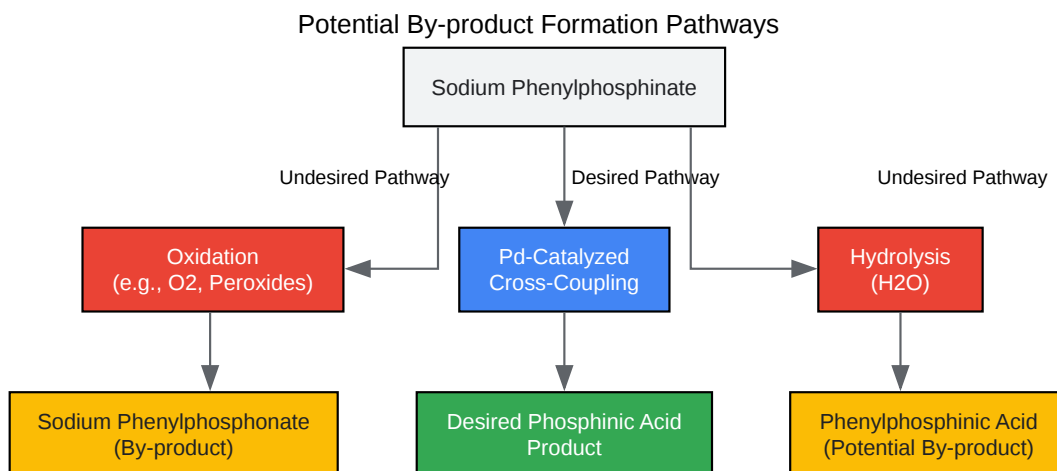 Potential By-product Formation Pathways
Sodium Phenylphosphinate
Undesired Pathway
Desired Pathway
Undesired Pathway
Oxidation
(e.g., O2, Peroxides)
Pd-Catalyzed
Cross-Coupling
Hydrolysis
(H2O)
Sodium Phenylphosphonate
(By-product)
Desired Phosphinic Acid
Product
Phenylphosphinic Acid
(Potential By-product)